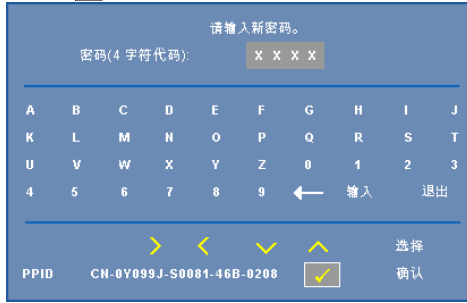 请输入新密码。
密码(4 字符代码): X X X X
A B C D E F G H I J
K L M N O P Q R S T
U V W X Y Z 0 1 2 3
4 5 6 7 8 9 输入 退出
选择
PPID CN-0Y099J-S0081-46B-0208 确认